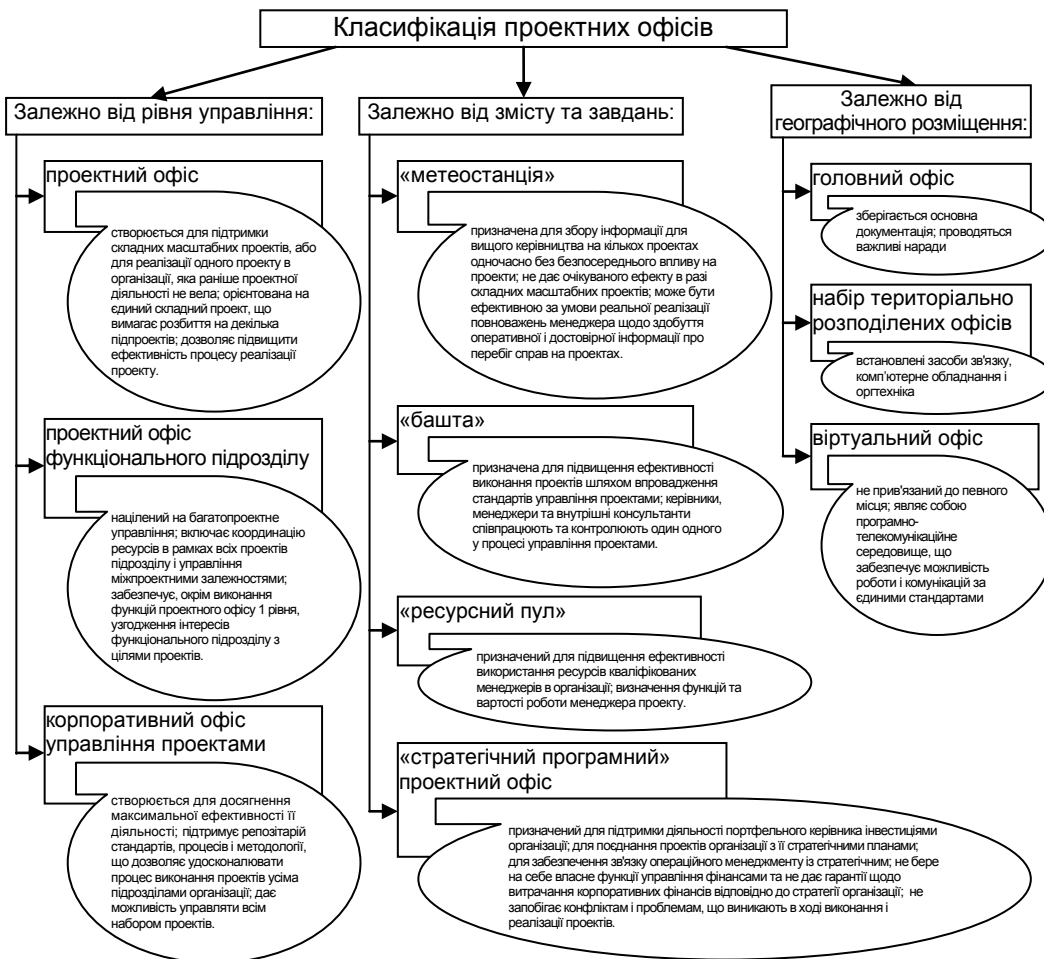 Класифікація проектних офісів
Залежно від рівня управління:
проектний офіс
створюється для підтримки
складних масштабних проектів, або
для реалізації одного проекту в
організації, яка раніше проектної
діяльності не вела; орієнтована на
єдиний складний проект, що
вимагає розбиття на декілька
підпроектів; дозволяє підвищити
ефективність процесу реалізації
проекту.
проектний офіс
функціонального підрозділу
націлений на багатопроектне
управління; включає координацію
ресурсів в рамках всіх проектів
підрозділу і управління
міжпроектними залежностями;
забезпечує, окрім виконання
функцій проектного офісу 1 рівня,
узгодження інтересів
функціонального підрозділу з
цілями проектів.
корпоративний офіс
управління проектами
створюється для досягнення
максимальної ефективності її
діяльності; підтримує репозітарій
стандартів, процесів і методології,
що дозволяє удосконалювати
процес виконання проектів усіма
підрозділами організації; дає
можливість управляти всім
набором проектів.
Залежно від змісту та завдань:
«метеостанція»
призначена для збору інформації для
вищого керівництва на кількох проектах
одночасно без безпосереднього впливу на
проекти; не дає очікуваного ефекту в разі
складних масштабних проектів; може бути
ефективною за умови реальної реалізації
повноважень менеджера щодо здобуття
оперативної і достовірної інформації про
перебіг справ на проектах.
«башта»
призначена для підвищення ефективності
виконання проектів шляхом впровадження
стандартів управління проектами; керівники,
менеджери та внутрішні консультанти
співпрацюють та контролюють один одного
у процесі управління проектами.
«ресурсний пул»
призначений для підвищення ефективності
використання ресурсів кваліфікованих
менеджерів в організації; визначення функцій та
вартості роботи менеджера проекту.
«стратегічний програмний»
проектний офіс
призначений для підтримки діяльності портфельного керівника інвестиціями
організації; для поєднання проектів організації з її стратегічними планами;
для забезпечення зв'язку операційного менеджменту із стратегічним; не бере
на себе власне функції управління фінансами та не дає гарантії щодо
витрачання корпоративних фінансів відповідно до стратегії організації; не
запобігає конфліктам і проблемам, що виникають в ході виконання і
реалізації проектів.
Залежно від
географічного розміщення:
головний офіс
зберігається основна
документація; проводяться
важливі наради
набір територіально
розподілених офісів
встановлені засоби зв'язку,
комп'ютерне обладнання і
оргтехніка
віртуальний офіс
не прив'язаний до певного
місця; являє собою
програмно-
телекомунікаційне
середовище, що
забезпечує можливість
роботи і комунікацій за
єдиними стандартами